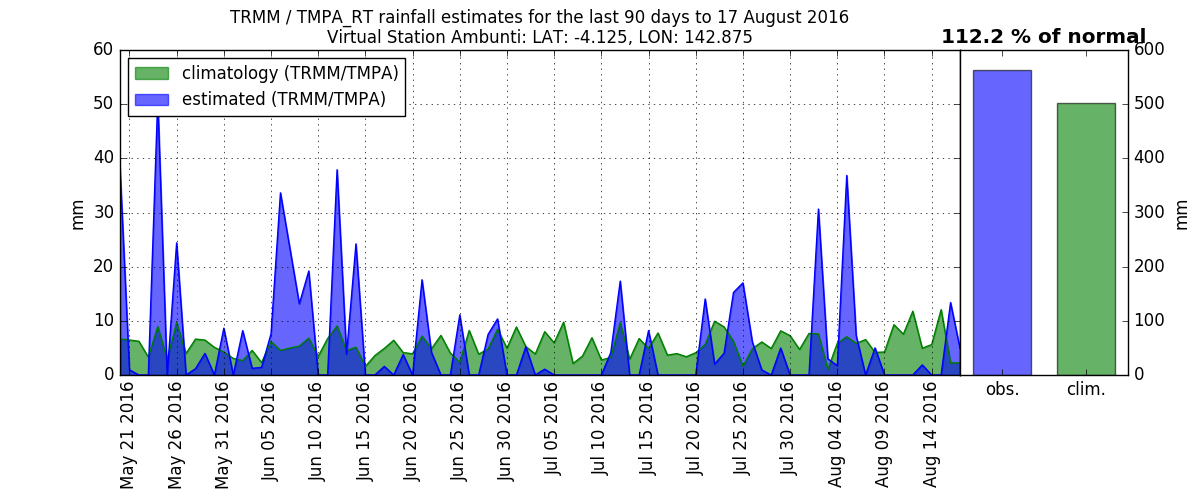 TRMM / TMPA_RT rainfall estimates for the last 90 days to 17 August 2016
Virtual Station Ambunti: LAT: -4.125, LON: 142.875
112.2 % of normal
climatology (TRMM/TMPA)
estimated (TRMM/TMPA)
60
50
40
30
20
10
0
mm
May 21 2016
May 26 2016
May 31 2016
Jun 05 2016
Jun 10 2016
Jun 15 2016
Jun 20 2016
Jun 25 2016
Jun 30 2016
Jul 05 2016
Jul 10 2016
Jul 15 2016
Jul 20 2016
Jul 25 2016
Jul 30 2016
Aug 04 2016
Aug 09 2016
Aug 14 2016
obs.
clim.
600
500
400
300
200
100
0
mm